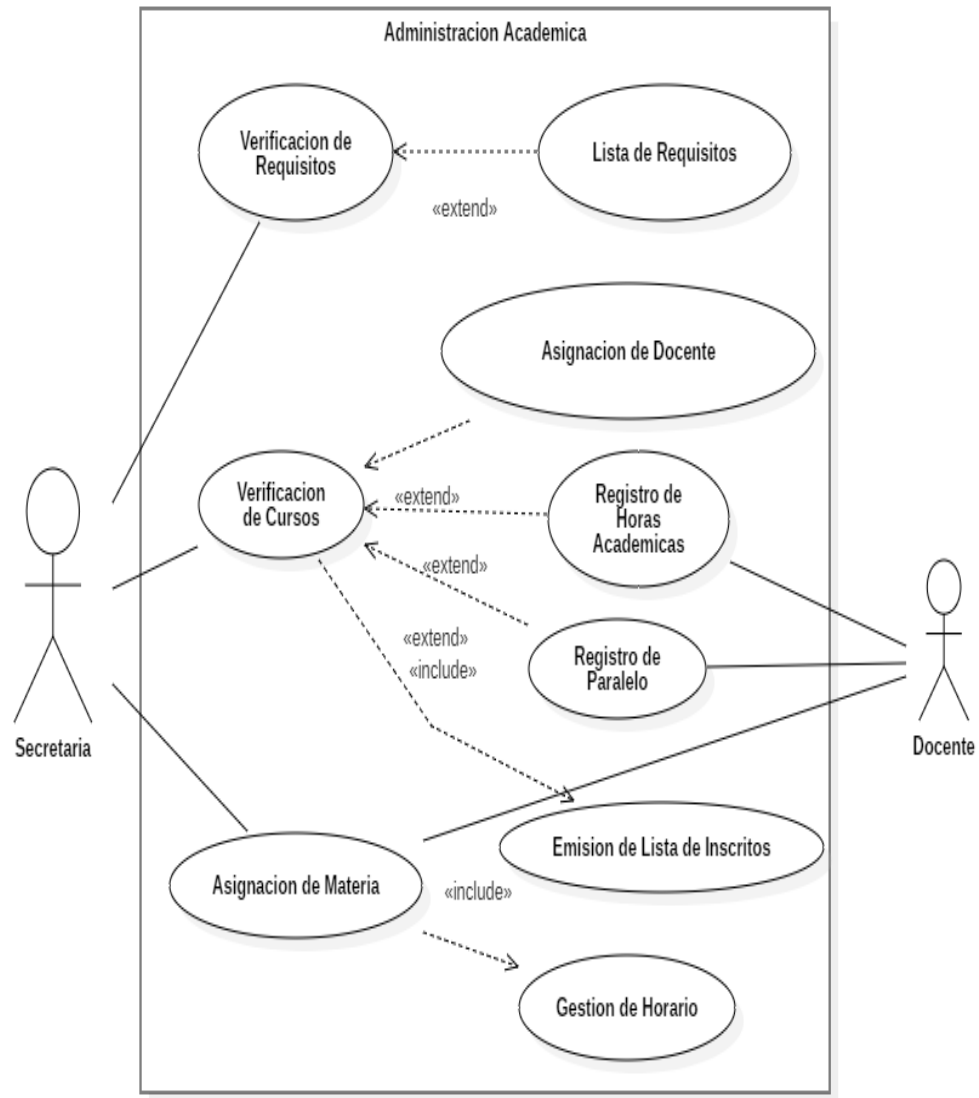 Administracion Academica
Verificacion de
Requisitos
Lista de Requisitos
«extend»
Asignacion de Docente
Verificacion
de Cursos
«extend»
Registro de
Horas
Academicas
«extend»
«extend»
«include»
Registro de
Paralelo
Secretaria
Docente
Emision de Lista de Inscritos
Asignacion de Materia
«include»
Gestion de Horario